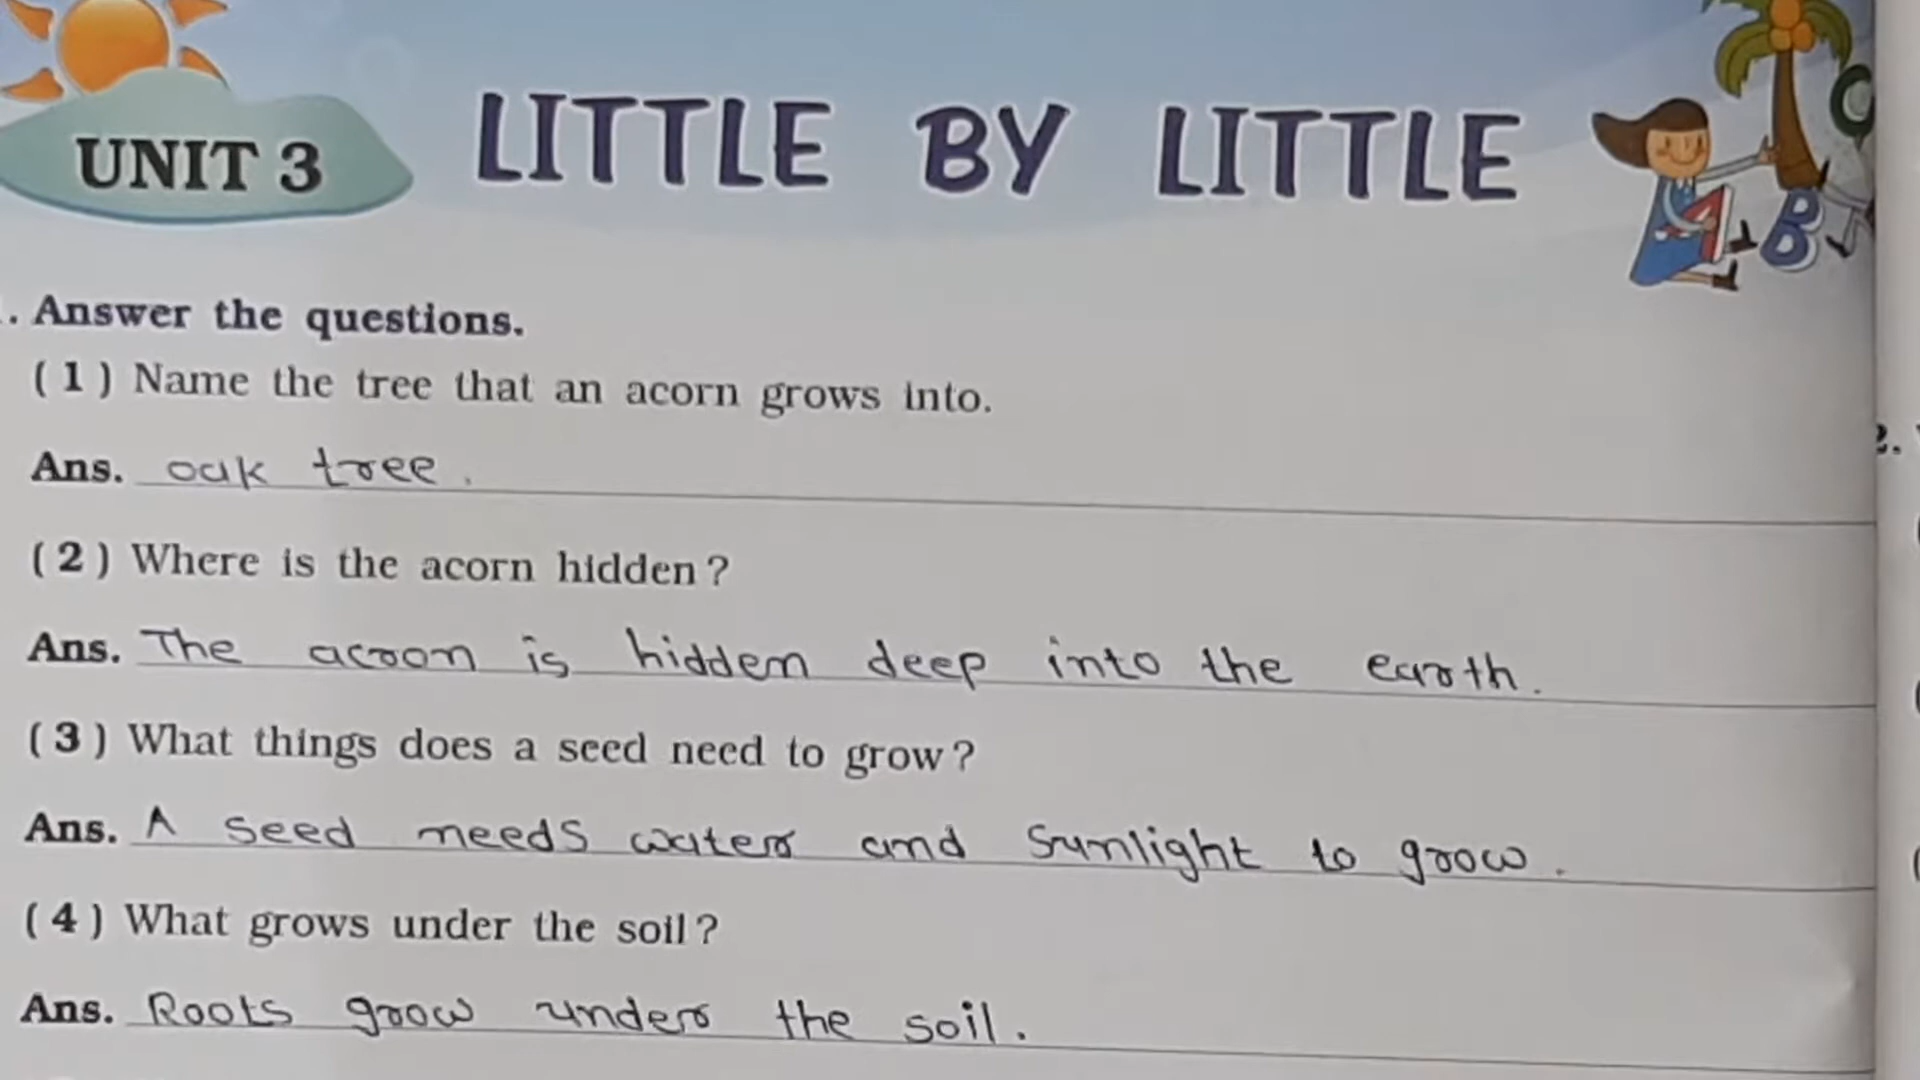 UNIT 3
LITTLE BY LITTLE
. Answer the questions.
(1) Name the tree that an acorn grows into.
Ans. oak tree.
(2) Where is the acorn hidden?
Ans. The acorn is hidden deep into the earth.
(3) What things does a seed need to grow?
Ans. A seed needs water and sunlight to grow.
(4) What grows under the soil?
Ans. Roots grow under the soil.
A B
2.